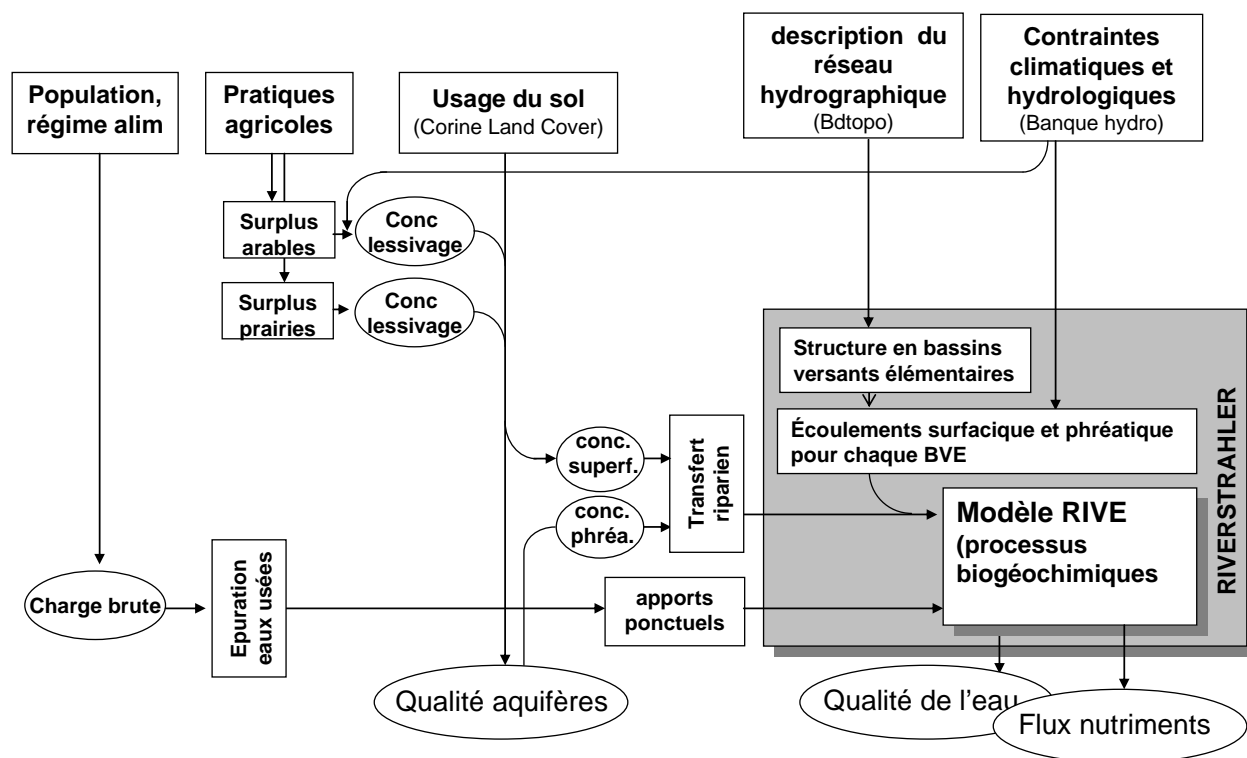 Population,
régime alim
Pratiques
agricoles
Usage du sol
(Corine Land Cover)
description du
réseau
hydrographique
(Bdtopo)
Contraintes
climatiques et
hydrologiques
(Banque hydro)
Surplus
arables
Conc
lessivage
Surplus
prairies
Conc
lessivage
Structure en bassins
versants élémentaires
Écoulements surfacique et phréatique
pour chaque BVE
conc.
superf.
conc.
phréa.
Transfert
riparien
Modèle RIVE
(processus
biogéochimiques
RIVERSTRAHLER
Charge brute
Epuration
eaux usées
apports
ponctuels
Qualité aquifères
Qualité de l'eau
Flux nutriments